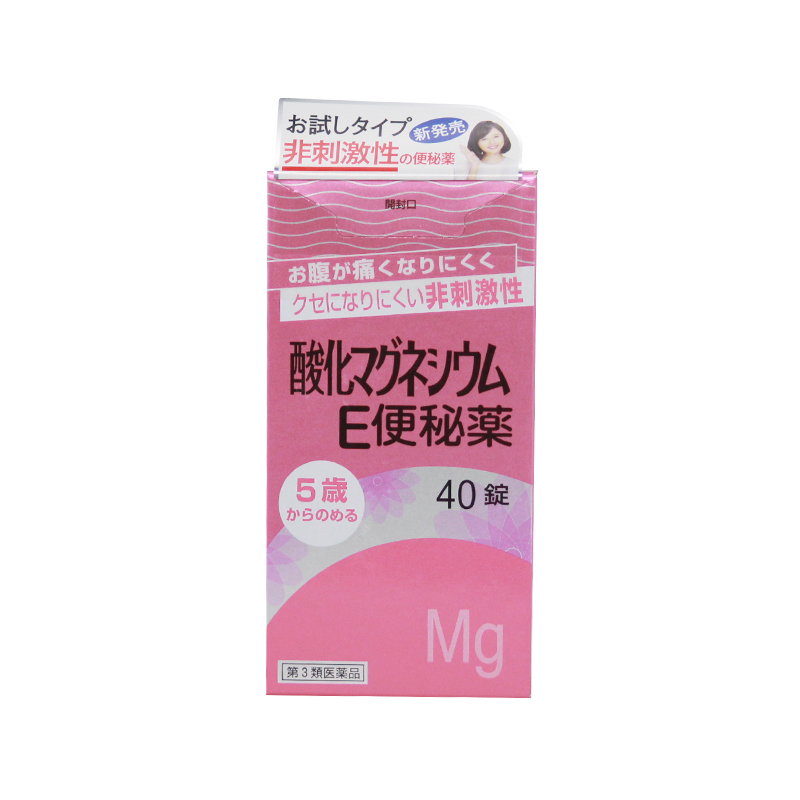 お試しタイプ
新発売
非刺激性の便秘薬
開封口
お腹が痛くなりにくく
クセになりにくい非刺激性
酸化マグネシウム
E便秘薬
5歳
からのめる
40錠
Mg
第3類医薬品